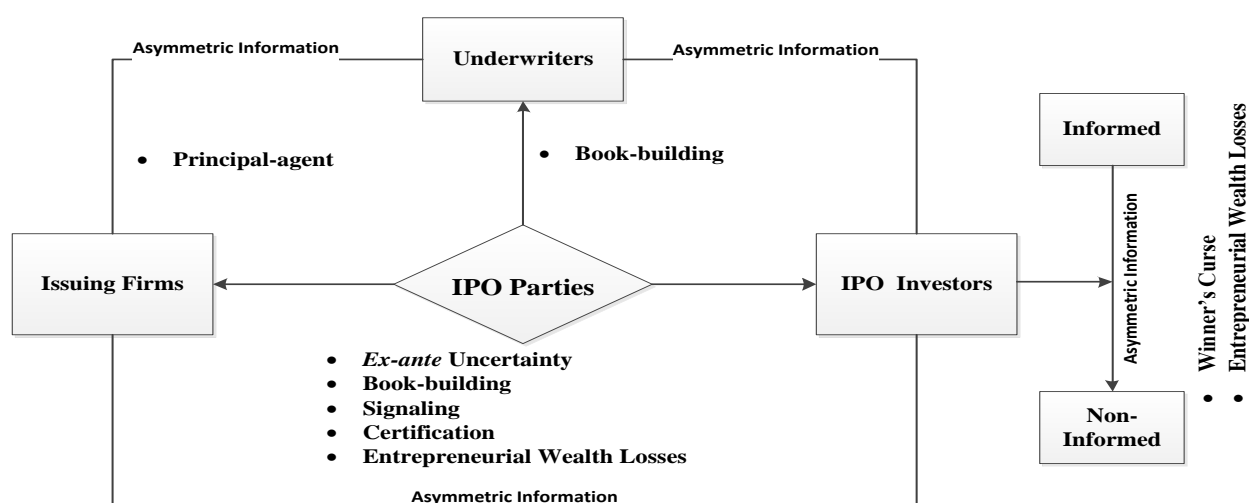 Asymmetric Information
Underwriters
Asymmetric Information
• Principal-agent
• Book-building
Issuing Firms
IPO Parties
IPO Investors
Informed
Asymmetric Information
Non-
Informed
• Winner's Curse
• Entrepreneurial Wealth Losses
• Ex-ante Uncertainty
• Book-building
• Signaling
• Certification
• Entrepreneurial Wealth Losses
Asymmetric Information